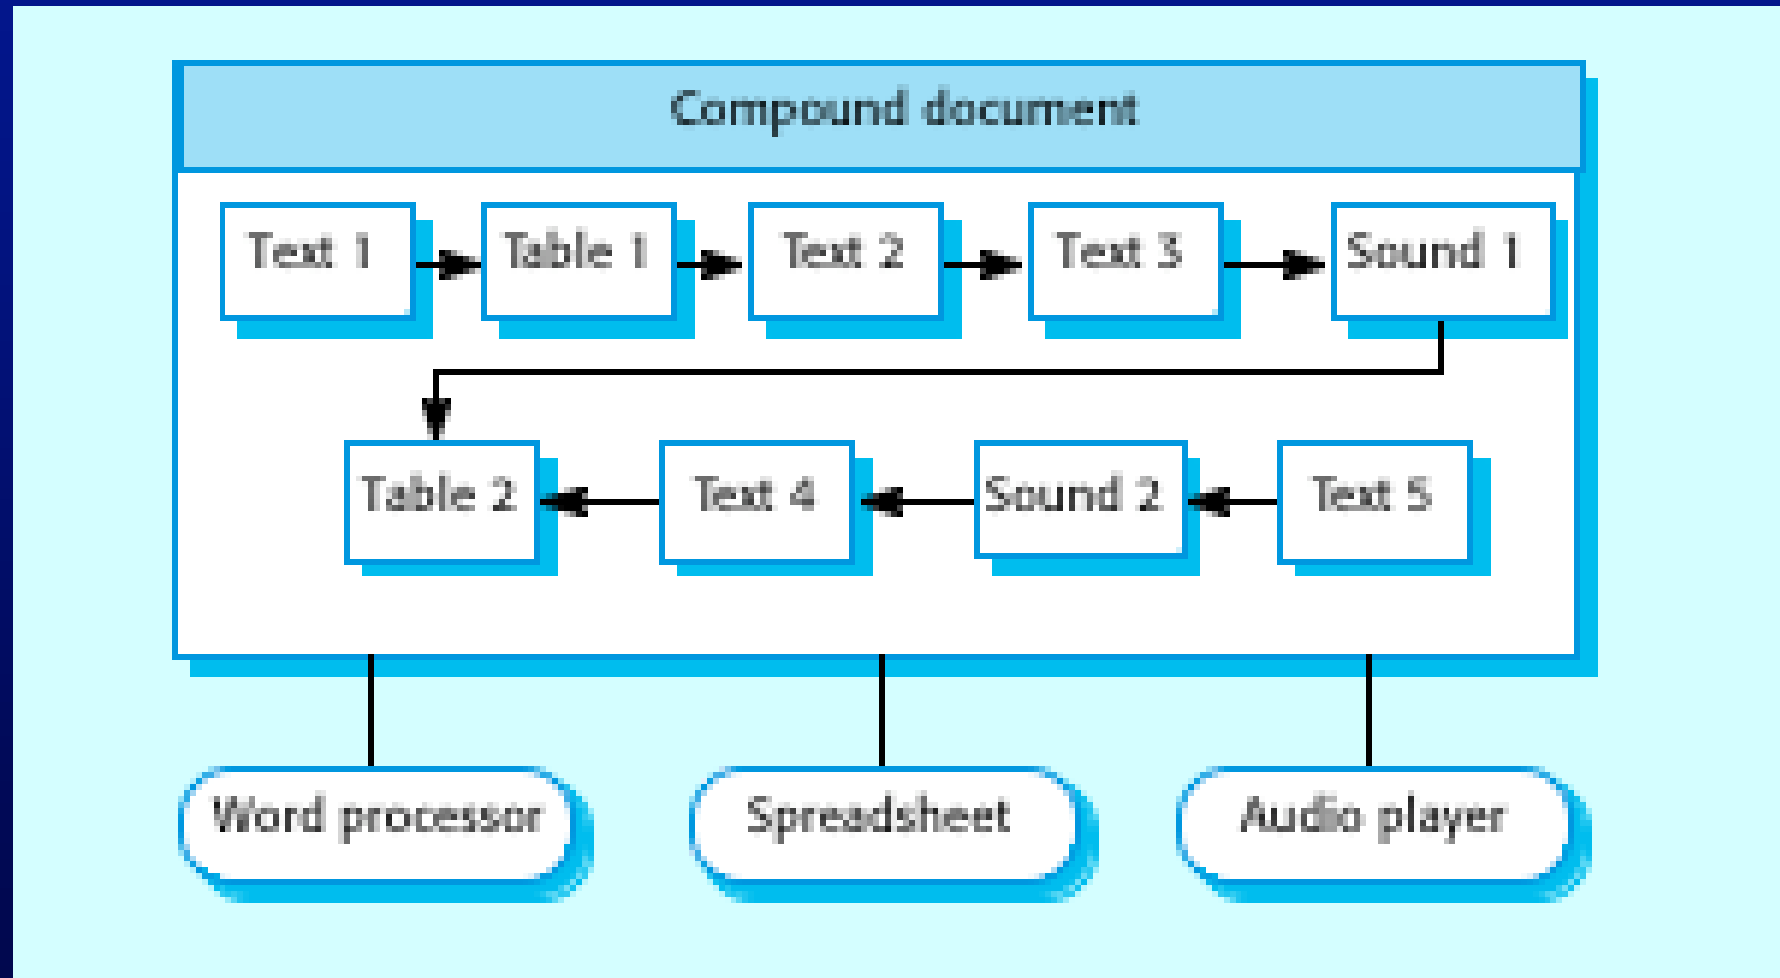 Compound document
Text 1
Table 1
Text 2
Text 3
Sound 1
Table 2
Text 4
Sound 2
Text 5
Word processor
Spreadsheet
Audio player